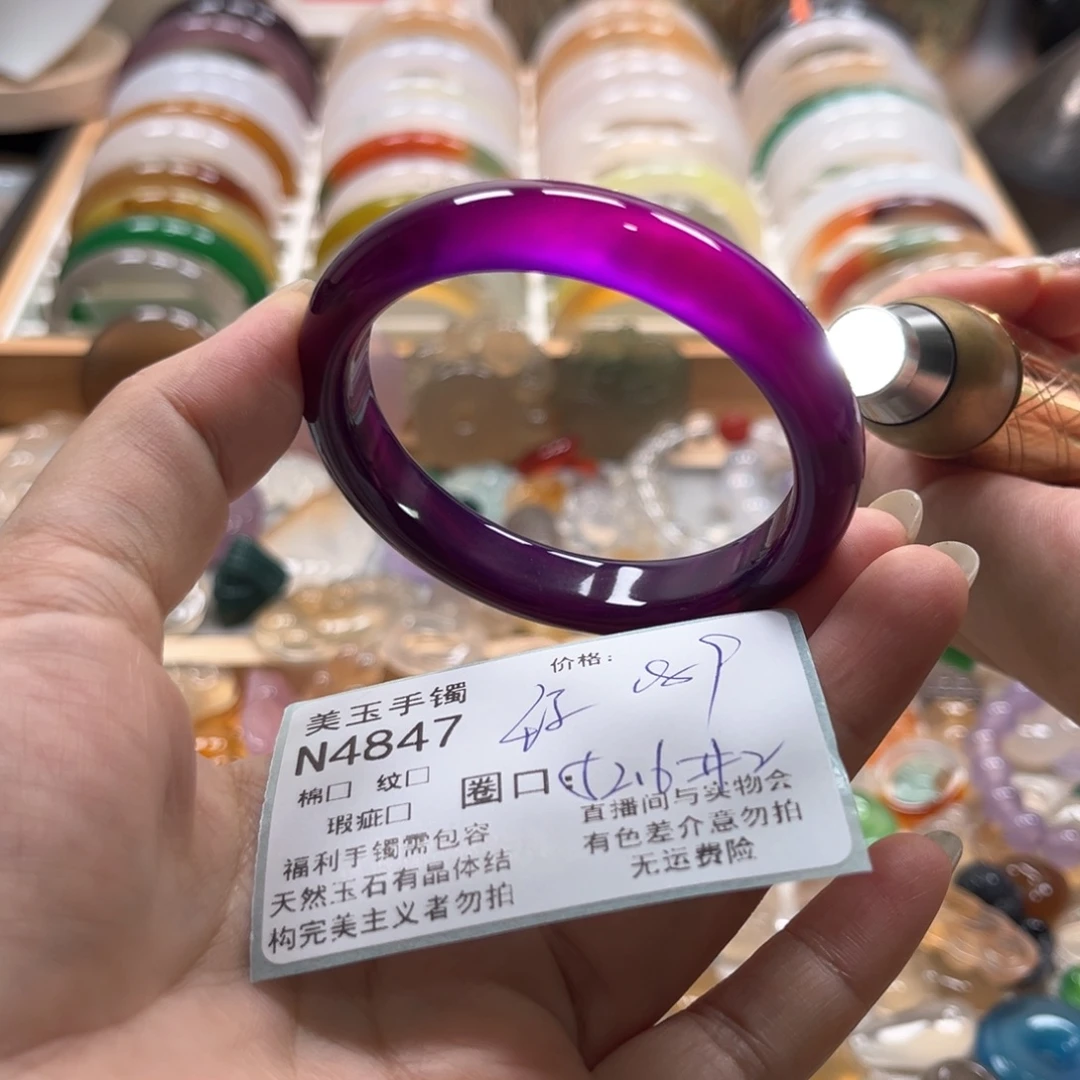 价格:
美玉手镯
N4847
棉□ 纹□
圈口:
瑕疵□
福利手镯需包容
天然玉石有晶体结
构完美主义者勿拍
直播间与实物会
有色差介意勿拍
无运费险